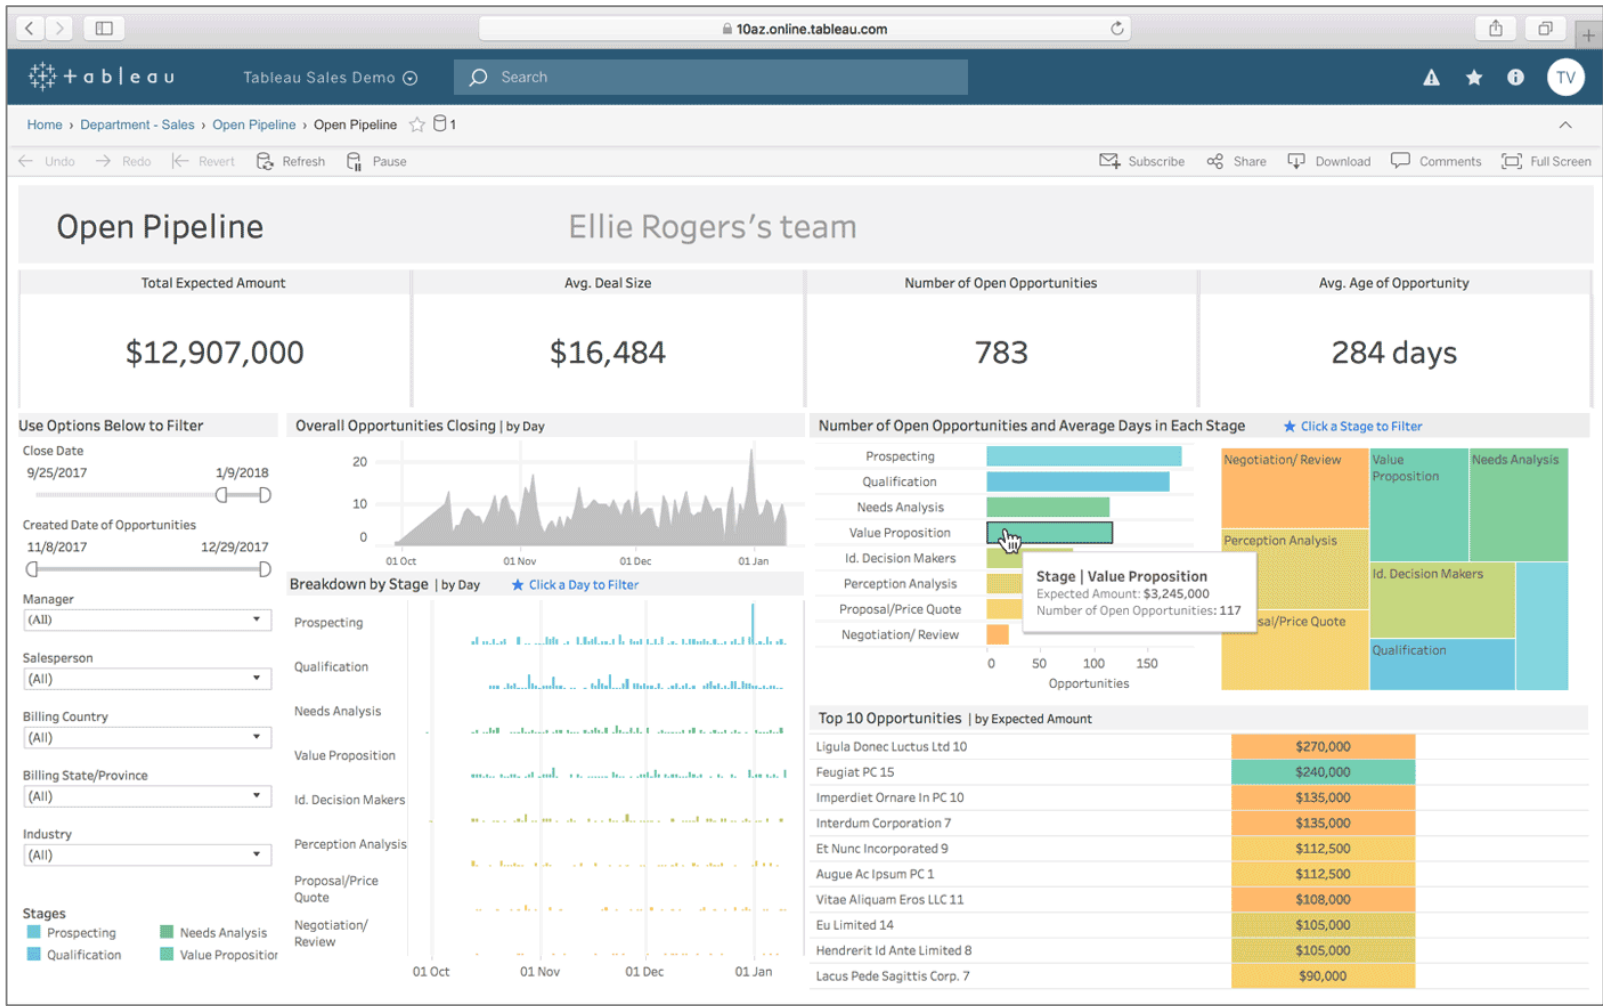 10az.online.tableau.com
+ableau
Tableau Sales Demo
Search
TV
Home › Department - Sales › Open Pipeline › Open Pipeline 1
Undo Redo Revert Refresh Pause Subscribe Share Download Comments Full Screen
Open Pipeline
Ellie Rogers's team
Total Expected Amount
$12,907,000
Avg. Deal Size
$16,484
Number of Open Opportunities
783
Avg. Age of Opportunity
284 days
Use Options Below to Filter
Close Date
9/25/2017 1/9/2018
Created Date of Opportunities
11/8/2017 12/29/2017
Manager
(All)
Salesperson
(All)
Billing Country
(All)
Billing State/Province
(All)
Industry
(All)
Stages
Prospecting
Needs Analysis
Qualification
Value Proposition
Overall Opportunities Closing | by Day
20
10
0
01 Oct 01 Nov 01 Dec 01 Jan
Breakdown by Stage | by Day
Click a Day to Filter
Prospecting
Qualification
Needs Analysis
Value Proposition
Id. Decision Makers
Perception Analysis
Proposal/Price
Quote
Negotiation/
Review
01 Oct 01 Nov 01 Dec 01 Jan
Number of Open Opportunities and Average Days in Each Stage
Click a Stage to Filter
Prospecting
Qualification
Needs Analysis
Value Proposition
Id. Decision Makers
Perception Analysis
Proposal/Price Quote
Negotiation/ Review
0 50 100 150
Opportunities
Stage | Value Proposition
Expected Amount: $3,245,000
Number of Open Opportunities: 117
Negotiation/ Review
Value
Proposition
Needs Analysis
Perception Analysis
Id. Decision Makers
sal/Price Quote
Qualification
Top 10 Opportunities | by Expected Amount
Ligula Donec Luctus Ltd 10 $270,000
Feugiat PC 15 $240,000
Imperdiet Ornare In PC 10 $135,000
Interdum Corporation 7 $135,000
Et Nunc Incorporated 9 $112,500
Augue Ac Ipsum PC 1 $112,500
Vitae Aliquam Eros LLC 11 $108,000
Eu Limited 14 $105,000
Hendrerit Id Ante Limited 8 $105,000
Lacus Pede Sagittis Corp. 7 $90,000